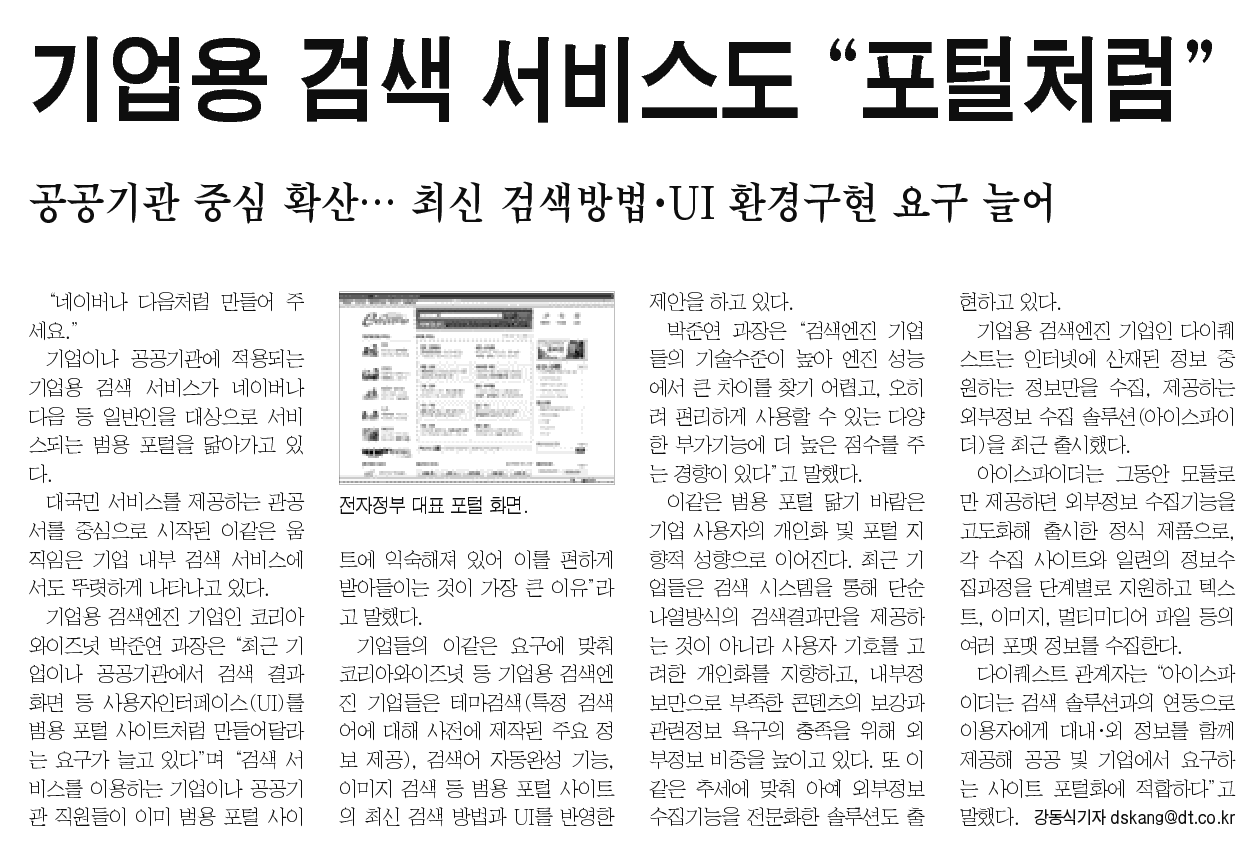 기업용 검색 서비스도 “포털처럼”
공공기관 중심 확산… 최신 검색방법·UI 환경구현 요구 늘어
“네이버나 다음처럼 만들어 주
세요.”
기업이나 공공기관에 적용되는
기업용 검색 서비스가 네이버나
다음 등 일반인을 대상으로 서비
스되는 범용 포털을 닮아가고 있
다.
대국민 서비스를 제공하는 관공
서를 중심으로 시작된 이같은 움
직임은 기업 내부 검색 서비스에
서도 뚜렷하게 나타나고 있다.
기업용 검색엔진 기업인 코리아
와이즈넛 박준연 과장은 “최근 기
업이나 공공기관에서 검색 결과
화면 등 사용자인터페이스(UI)를
범용 포털 사이트처럼 만들어달라
는 요구가 늘고 있다”며 “검색 서
비스를 이용하는 기업이나 공공기
관 직원들이 이미 범용 포털 사이
전자정부 대표 포털 화면.
트에 익숙해져 있어 이를 편하게
받아들이는 것이 가장 큰 이유”라
고 말했다.
기업들의 이같은 요구에 맞춰
코리아와이즈넛 등 기업용 검색엔
진 기업들은 테마검색(특정 검색
어에 대해 사전에 제작된 주요 정
보 제공), 검색어 자동완성 기능,
이미지 검색 등 범용 포털 사이트
의 최신 검색 방법과 UI를 반영한
제안을 하고 있다.
박준연 과장은 “검색엔진 기업
들의 기술수준이 높아 엔진 성능
에서 큰 차이를 찾기 어렵고, 오히
려 편리하게 사용할 수 있는 다양
한 부가기능에 더 높은 점수를 주
는 경향이 있다”고 말했다.
이같은 범용 포털 닮기 바람은
기업 사용자의 개인화 및 포털 지
향적 성향으로 이어진다. 최근 기
업들은 검색 시스템을 통해 단순
나열방식의 검색결과만을 제공하
는 것이 아니라 사용자 기호를 고
려한 개인화를 지향하고, 내부정
보만으로 부족한 콘텐츠의 보강과
관련정보 욕구의 충족을 위해 외
부정보 비중을 높이고 있다. 또 이
같은 추세에 맞춰 아예 외부정보
수집기능을 전문화한 솔루션도 출
현하고 있다.
기업용 검색엔진 기업인 다이퀘
스트는 인터넷에 산재된 정보 중
원하는 정보만을 수집, 제공하는
외부정보 수집 솔루션(아이스파이
더)을 최근 출시했다.
아이스파이더는 그동안 모듈로
만 제공하던 외부정보 수집기능을
고도화해 출시한 정식 제품으로,
각 수집 사이트와 일련의 정보수
집과정을 단계별로 지원하고 텍스
트, 이미지, 멀티미디어 파일 등의
여러 포맷 정보를 수집한다.
다이퀘스트 관계자는 “아이스파
이더는 검색 솔루션과의 연동으로
이용자에게 대내·외 정보를 함께
제공해 공공 및 기업에서 요구하
는 사이트 포털화에 적합하다”고
말했다. 강동식기자 dskang@dt.co.kr